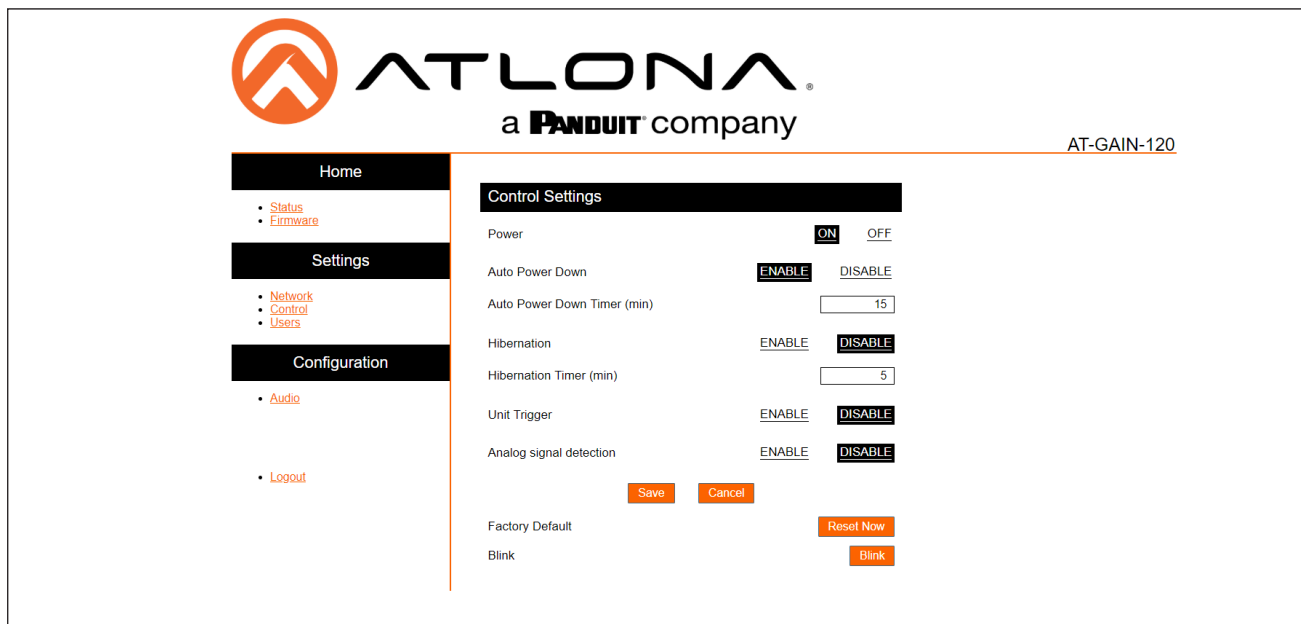 ATLONA®
a PANDUIT® company
AT-GAIN-120
Home
Status
Firmware
Settings
Network
Control
Users
Configuration
Audio
Logout
Control Settings
Power ON OFF
Auto Power Down ENABLE DISABLE
Auto Power Down Timer (min) 15
Hibernation ENABLE DISABLE
Hibernation Timer (min) 5
Unit Trigger ENABLE DISABLE
Analog signal detection ENABLE DISABLE
Save Cancel
Factory Default Reset Now
Blink Blink